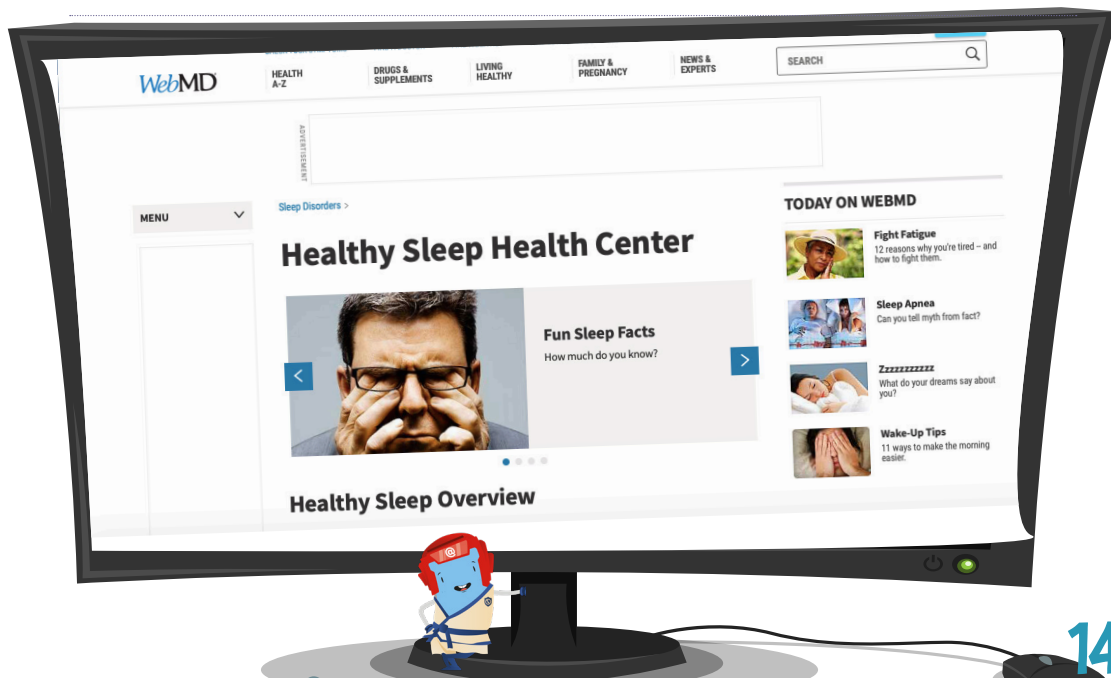 WebMD
HEALTH
A-Z
DRUGS &
SUPPLEMENTS
LIVING
HEALTHY
FAMILY &
PREGNANCY
NEWS &
EXPERTS
SEARCH
ADVERTISEMENT
MENU
Sleep Disorders >
Healthy Sleep Health Center
Fun Sleep Facts
How much do you know?
Healthy Sleep Overview
TODAY ON WEBMD
Fight Fatigue
12 reasons why you're tired – and
how to fight them.
Sleep Apnea
Can you tell myth from fact?
Zzzzzzzzzzz
What do your dreams say about
you?
Wake-Up Tips
11 ways to make the morning
easier.
@
14